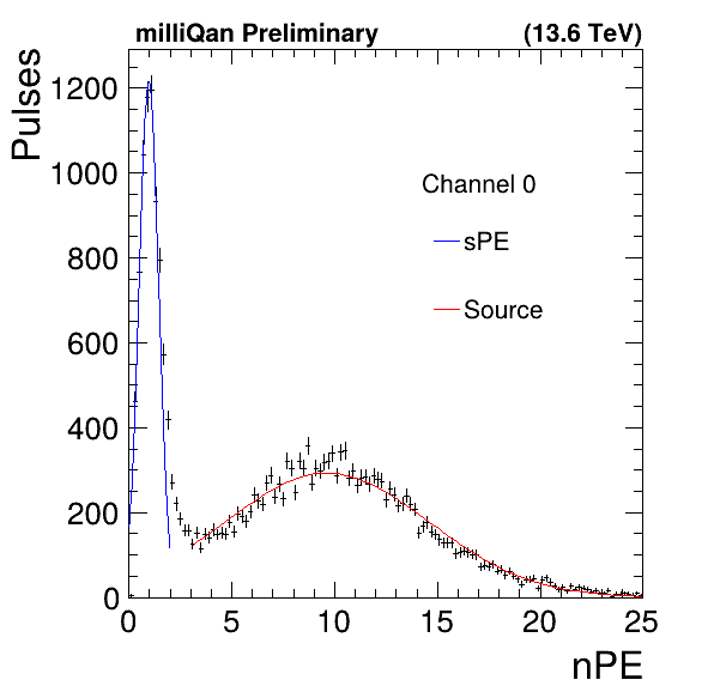 milliQan Preliminary (13.6 TeV)
Pulses
1200
1000
800
600
400
200
0
Channel 0
sPE
Source
0 5 10 15 20 25
nPE